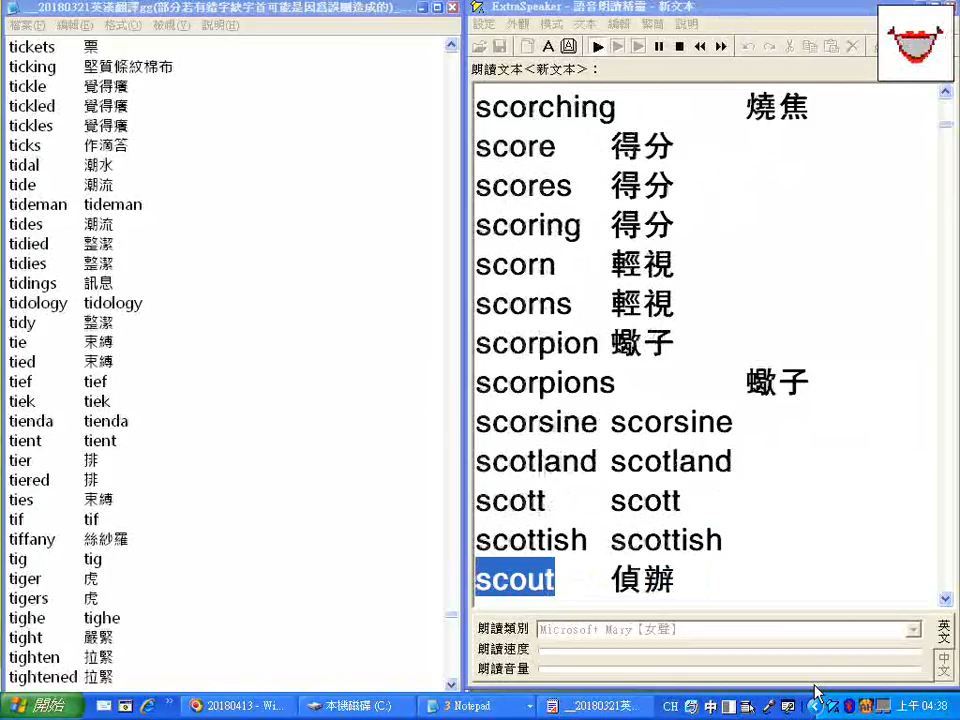 __20180321英漢翻譯gg(部分若有錯字缺字首可能是因為誤刪造成的)_...
檔案(F) 編輯(E) 格式(O) 檢視(V) 說明(H)
tickets 票
ticking 堅質條紋棉布
tickle 覺得癢
tickled 覺得癢
tickles 覺得癢
ticks 作滴答
tidal 潮水
tide 潮流
tideman tideman
tides 潮流
tidied 整潔
tidies 整潔
tidings 訊息
tidology tidology
tidy 整潔
tie 束縛
tied 束縛
tief tief
tiek tiek
tienda tienda
tient tient
tier 排
tiered 排
ties 束縛
tif tif
tiffany 絲紗羅
tig tig
tiger 虎
tigers 虎
tighe tighe
tight 嚴緊
tighten 拉緊
tightened 拉緊
ExtraSpeaker - 語音朗讀精靈 - 新文本
設定 外觀 模式 文本 編輯 繁簡 說明
朗讀文本<新文本>：
scorching 燒焦
score 得分
scores 得分
scoring 得分
scorn 輕視
scorns 輕視
scorpion 蠍子
scorpions 蠍子
scorsine scorsine
scotland scotland
scott scott
scottish scottish
scout 偵辦
朗讀類別 Microsoft Mary【女聲】
朗讀速度
朗讀音量
英文
中文
開始 20180413 - Wi... 本機磁碟 (C:) 3 Notepad __20180321英... CH 中 上午 04:38